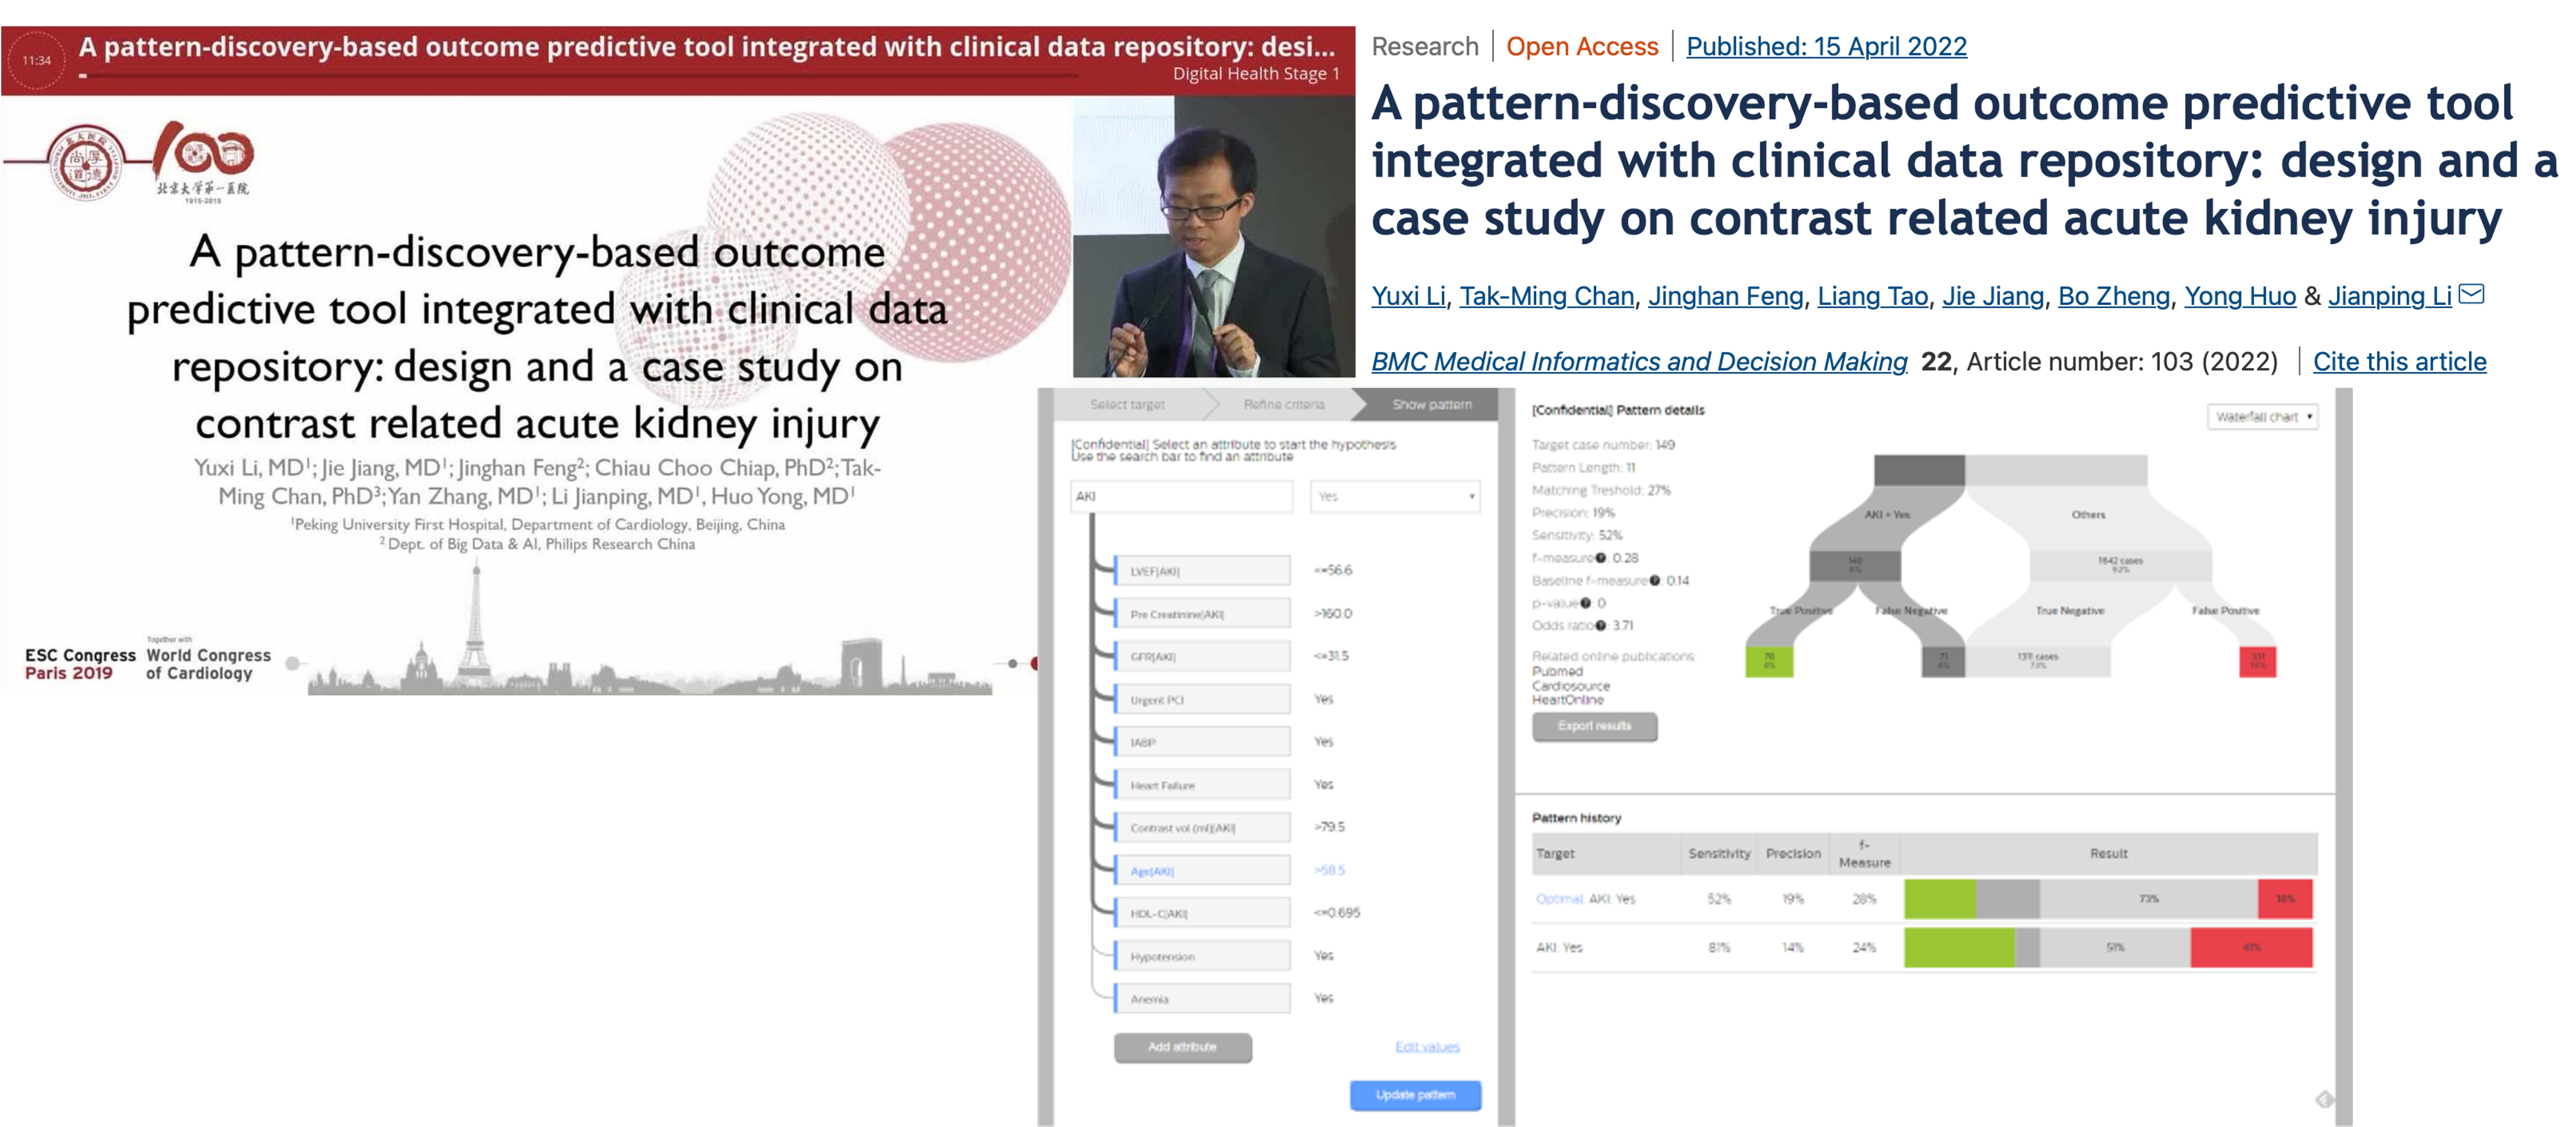 11:34
A pattern-discovery-based outcome predictive tool integrated with clinical data repository: desi...
Digital Health Stage 1
北京大学第一医院
1915-2015
A pattern-discovery-based outcome
predictive tool integrated with clinical data
repository: design and a case study on
contrast related acute kidney injury
Yuxi Li, MD¹; Jie Jiang, MD¹; Jinghan Feng²; Chiau Choo Chiap, PhD²; Tak-
Ming Chan, PhD³; Yan Zhang, MD¹; Li Jianping, MD¹, Huo Yong, MD¹
¹Peking University First Hospital, Department of Cardiology, Beijing, China
² Dept. of Big Data & AI, Philips Research China
ESC Congress
Paris 2019
Together with
World Congress
of Cardiology
Research | Open Access | Published: 15 April 2022
A pattern-discovery-based outcome predictive tool
integrated with clinical data repository: design and a
case study on contrast related acute kidney injury
Yuxi Li, Tak-Ming Chan, Jinghan Feng, Liang Tao, Jie Jiang, Bo Zheng, Yong Huo & Jianping Li
BMC Medical Informatics and Decision Making 22, Article number: 103 (2022) | Cite this article
Select target
Refine criteria
Show pattern
[Confidential] Select an attribute to start the hypothesis
Use the search bar to find an attribute
AKI Yes
LVEF[AKI] <=56.6
Pre Creatinine[AKI] >160.0
GFR[AKI] <=31.5
Urgent PCI Yes
IABP Yes
Heart Failure Yes
Contrast vol (ml)[AKI] >79.5
Age[AKI] >58.5
HDL-C[AKI] <=0.695
Hypotension Yes
Anemia Yes
Add attribute
Edit values
Update pattern
[Confidential] Pattern details
Waterfall chart
Target case number: 149
Pattern Length: 11
Matching Treshold: 27%
Precision: 19%
Sensitivity: 52%
f-measure: 0.28
Baseline f-measure: 0.14
p-value: 0
Odds ratio: 3.71
Related online publications:
Pubmed
Cardiosource
HeartOnline
Export results
AKI = Yes
Others
149
8%
1642 cases
92%
True Positive
False Negative
True Negative
False Positive
78
4%
71
4%
1311 cases
73%
331
18%
Pattern history
Target Sensitivity Precision f-Measure Result
Optimal AKI: Yes 52% 19% 28% 73% 18%
AKI: Yes 81% 14% 24% 51%